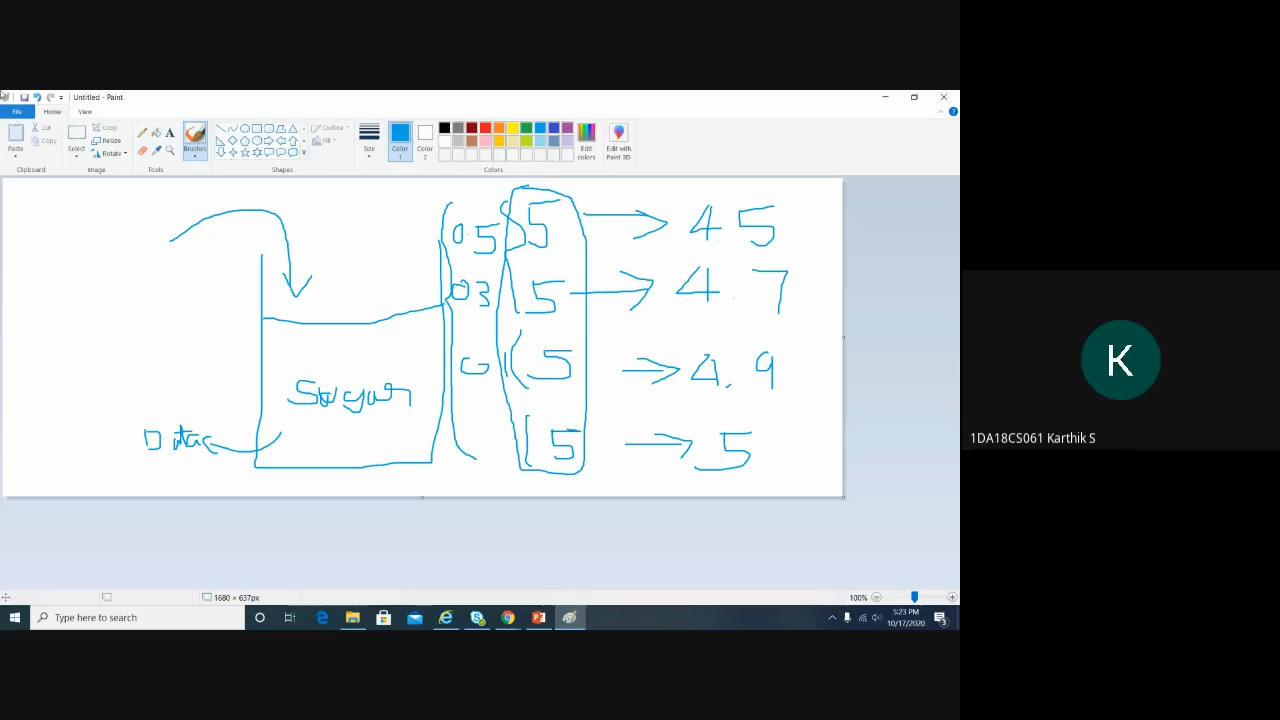 Untitled - Paint
File Home View
Cut
Copy
Paste
Clipboard
Select
Crop
Resize
Rotate
Image
Tools
Brushes
Outline
Fill
Shapes
Size
Color 1
Color 2
Edit colors
Edit with Paint 3D
Colors
05 5 → 4 5
03 5 → 4 7
01 5 → 4.9
5 → 5
Sugar
1DA18CS061 Karthik S
K
1680 × 637px
100%
Type here to search
5:23 PM
10/17/2020
3